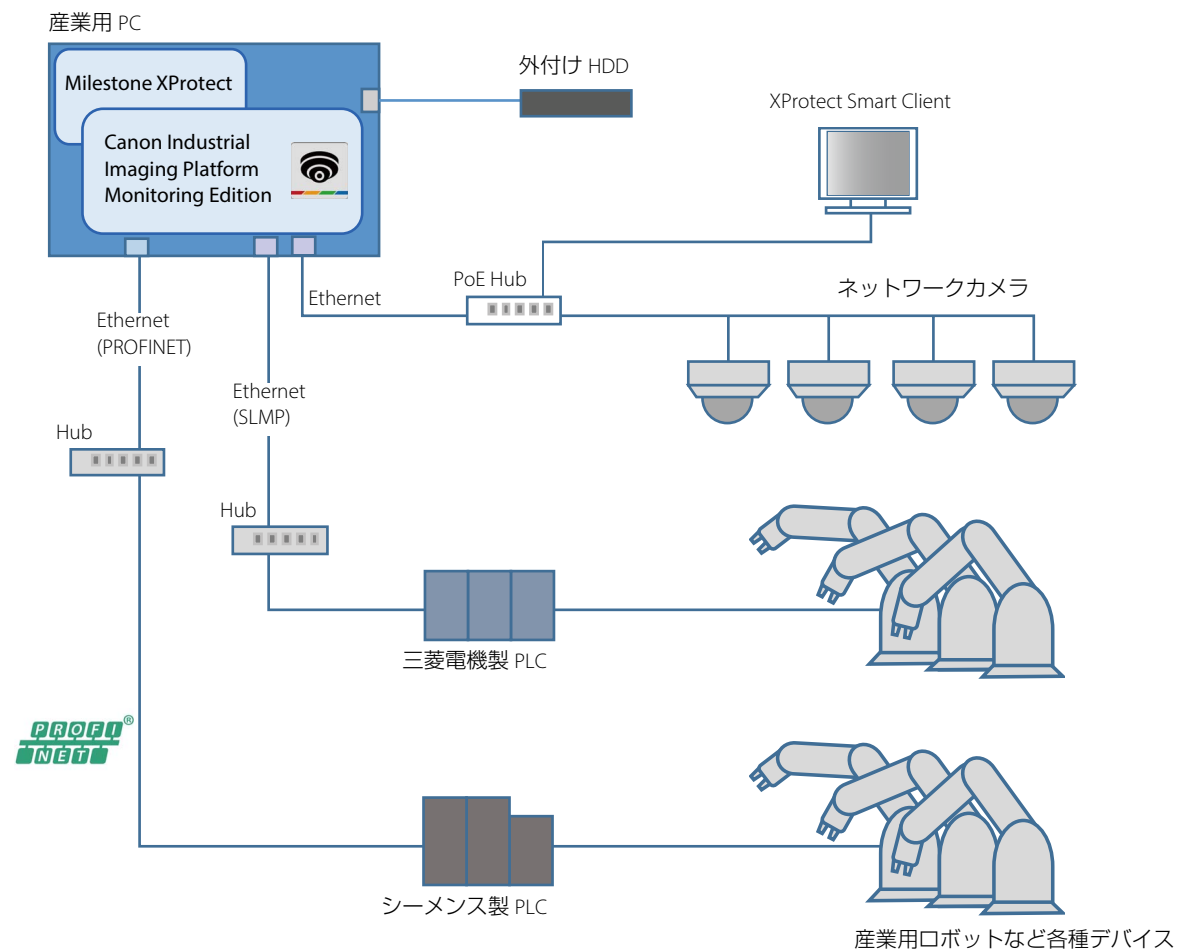 産業用 PC
Milestone XProtect
Canon Industrial
Imaging Platform
Monitoring Edition
外付け HDD
XProtect Smart Client
PoE Hub
Ethernet
ネットワークカメラ
Ethernet
(PROFINET)
Ethernet
(SLMP)
Hub
Hub
三菱電機製 PLC
PROFI®
NET
シーメンス製 PLC
産業用ロボットなど各種デバイス